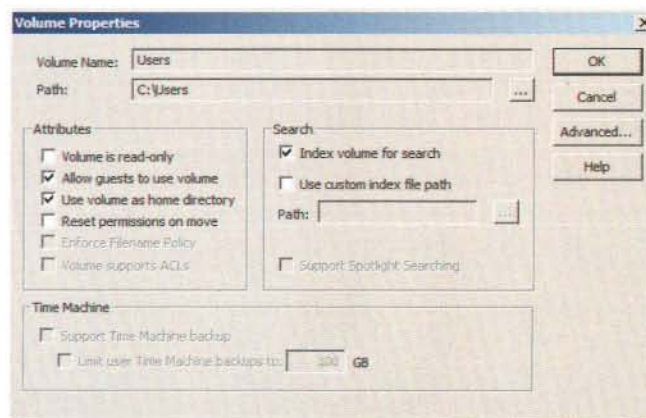 Volume Properties
Volume Name: Users
OK
Path: C:\Users ...
Cancel
Attributes
Search
Advanced...
Volume is read-only
Index volume for search
Help
Allow guests to use volume
Use custom index file path
Use volume as home directory
Path: ...
Reset permissions on move
Enforce Filename Policy
Volume supports ACLs
Support Spotlight Searching
Time Machine
Support Time Machine backup
Limit user Time Machine backups to: 100 GB